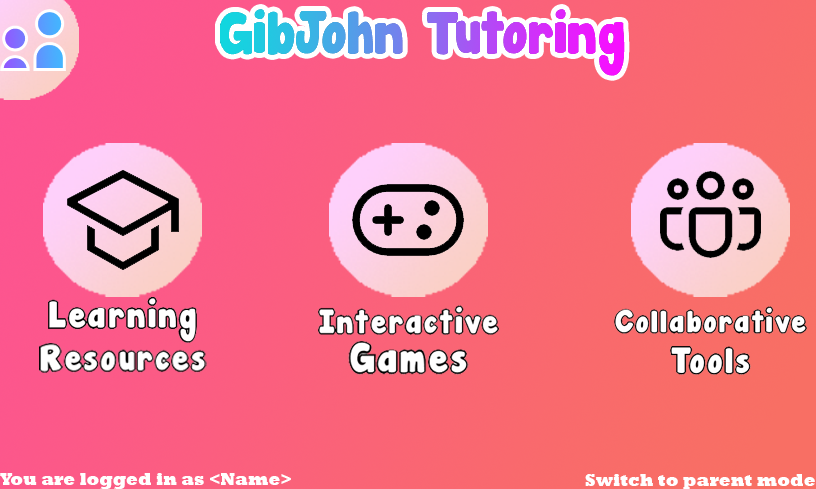 GibJohn Tutoring
Learning
Resources
Interactive
Games
Collaborative
Tools
You are logged in as <Name>
Switch to parent mode